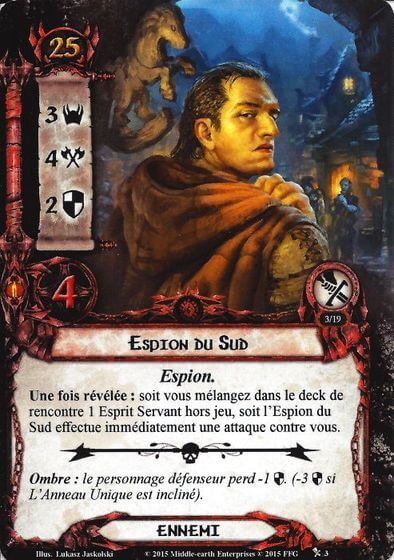 25
3
4
2
4
3/19
Espion du Sud
Espion.
Une fois révélée : soit vous mélangez dans le deck de
rencontre 1 Esprit Servant hors jeu, soit l'Espion du
Sud effectue immédiatement une attaque contre vous.
Ombre : le personnage défenseur perd -1 . (-3 si
L'Anneau Unique est incliné).
ENNEMI
Illus. Lukasz Jaskolski
© 2015 Middle-earth Enterprises © 2015 FFG
3